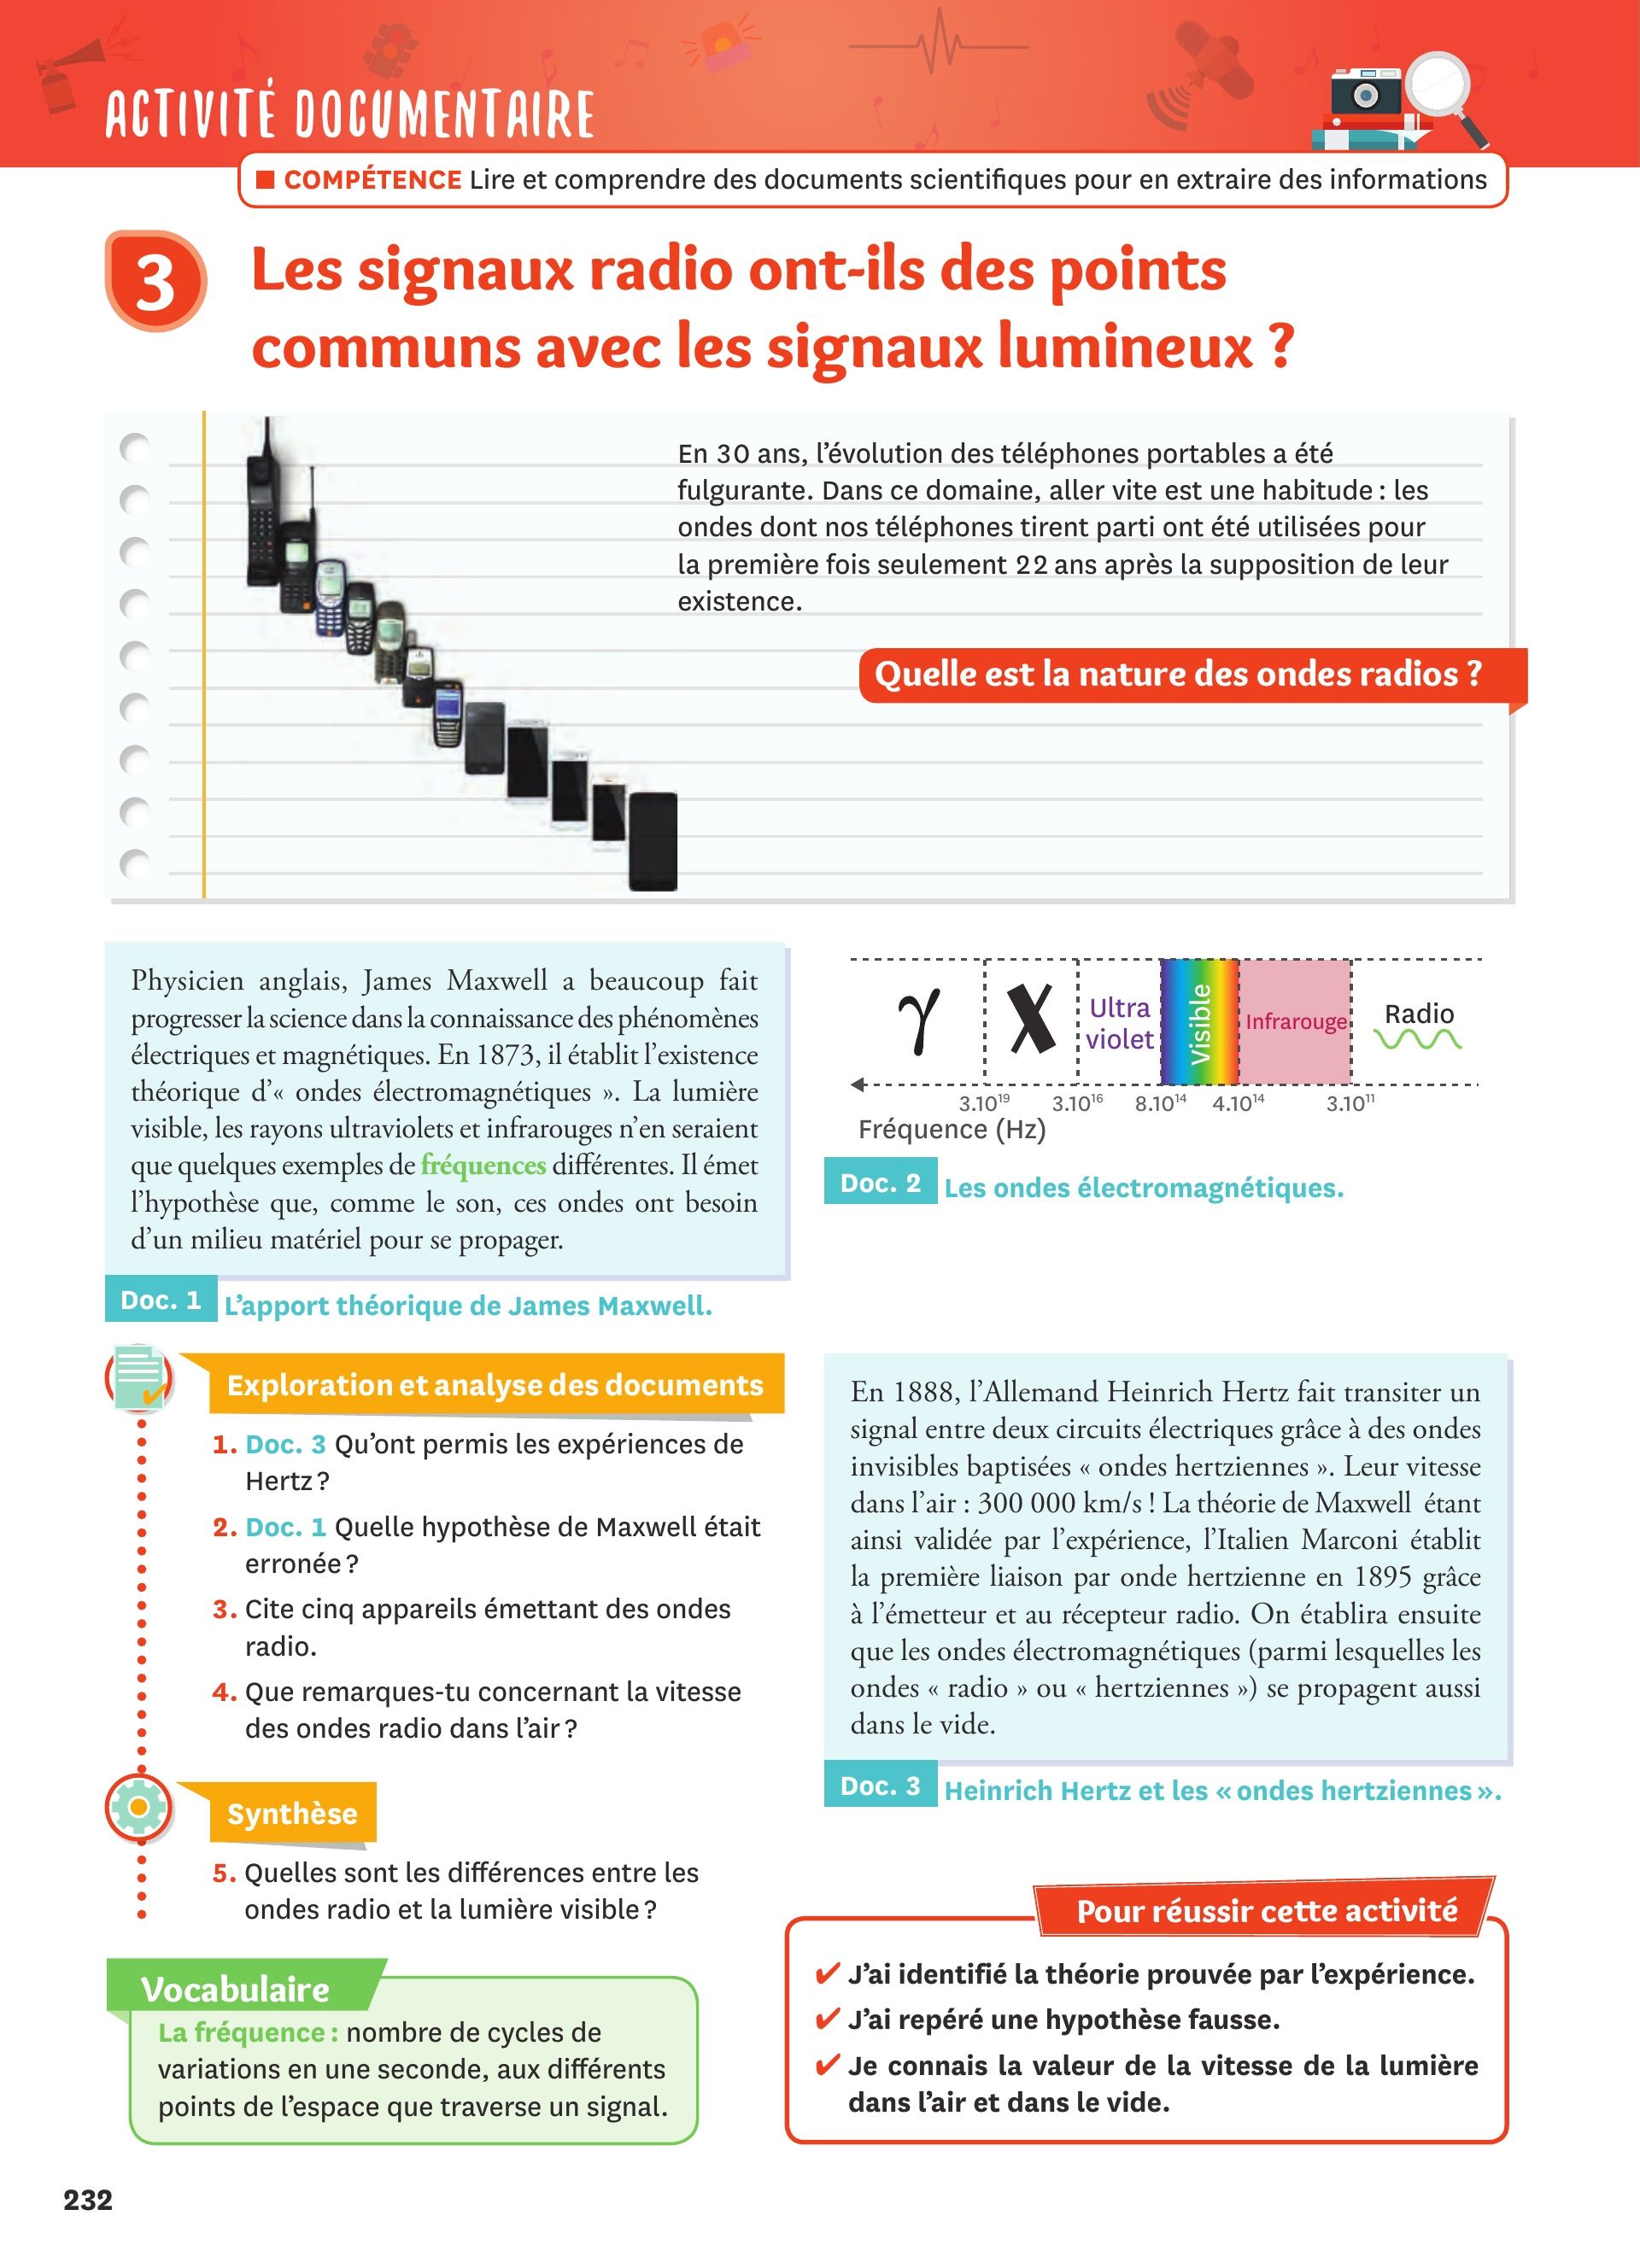 ACTIVITÉ DOCUMENTAIRE
■ COMPÉTENCE Lire et comprendre des documents scientifiques pour en extraire des informations
3
Les signaux radio ont-ils des points
communs avec les signaux lumineux ?
En 30 ans, l’évolution des téléphones portables a été
fulgurante. Dans ce domaine, aller vite est une habitude : les
ondes dont nos téléphones tirent parti ont été utilisées pour
la première fois seulement 22 ans après la supposition de leur
existence.
Quelle est la nature des ondes radios ?
Physicien anglais, James Maxwell a beaucoup fait
progresser la science dans la connaissance des phénomènes
électriques et magnétiques. En 1873, il établit l’existence
théorique d’« ondes électromagnétiques ». La lumière
visible, les rayons ultraviolets et infrarouges n’en seraient
que quelques exemples de fréquences différentes. Il émet
l’hypothèse que, comme le son, ces ondes ont besoin
d’un milieu matériel pour se propager.
Doc. 1 L’apport théorique de James Maxwell.
γ X Ultra violet Visible Infrarouge Radio
3.10¹⁹ 3.10¹⁶ 8.10¹⁴ 4.10¹⁴ 3.10¹¹
Fréquence (Hz)
Doc. 2 Les ondes électromagnétiques.
Exploration et analyse des documents
1. Doc. 3 Qu’ont permis les expériences de
Hertz ?
2. Doc. 1 Quelle hypothèse de Maxwell était
erronée ?
3. Cite cinq appareils émettant des ondes
radio.
4. Que remarques-tu concernant la vitesse
des ondes radio dans l’air ?
Synthèse
5. Quelles sont les différences entre les
ondes radio et la lumière visible ?
En 1888, l’Allemand Heinrich Hertz fait transiter un
signal entre deux circuits électriques grâce à des ondes
invisibles baptisées « ondes hertziennes ». Leur vitesse
dans l’air : 300 000 km/s ! La théorie de Maxwell étant
ainsi validée par l’expérience, l’Italien Marconi établit
la première liaison par onde hertzienne en 1895 grâce
à l’émetteur et au récepteur radio. On établira ensuite
que les ondes électromagnétiques (parmi lesquelles les
ondes « radio » ou « hertziennes ») se propagent aussi
dans le vide.
Doc. 3 Heinrich Hertz et les « ondes hertziennes ».
Vocabulaire
La fréquence : nombre de cycles de
variations en une seconde, aux différents
points de l’espace que traverse un signal.
Pour réussir cette activité
✔ J’ai identifié la théorie prouvée par l’expérience.
✔ J’ai repéré une hypothèse fausse.
✔ Je connais la valeur de la vitesse de la lumière
dans l’air et dans le vide.
232